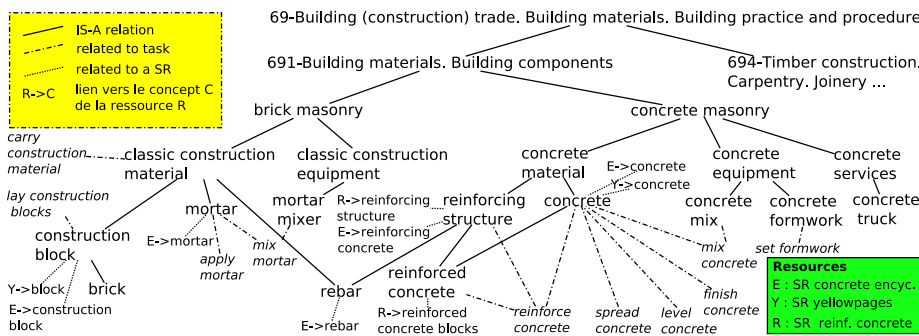 69-Building (construction) trade. Building materials. Building practice and procedure
IS-A relation
related to task
related to a SR
R->C lien vers le concept C
de la ressource R
691-Building materials. Building components
694-Timber construction.
Carpentry. Joinery ...
brick masonry
concrete masonry
carry
construction
material
classic construction
material
classic construction
equipment
concrete
material
E->concrete
Y->concrete
concrete
equipment
concrete
services
lay construction
blocks
mortar
mortar
mixer
R->reinforcing
structure
E->reinforcing
concrete
reinforcing
structure
concrete
concrete
mix
concrete
formwork
concrete
truck
construction
block
E->mortar
apply
mortar
mix
mortar
mix
concrete
set formwork
Y->block
brick
E->construction block
rebar
E->rebar
reinforced
concrete
R->reinforced
concrete blocks
reinforce
concrete
spread
concrete
level
concrete
finish
concrete
Resources
E : SR concrete encyc.
Y : SR yellowpages
R : SR reinf. concrete